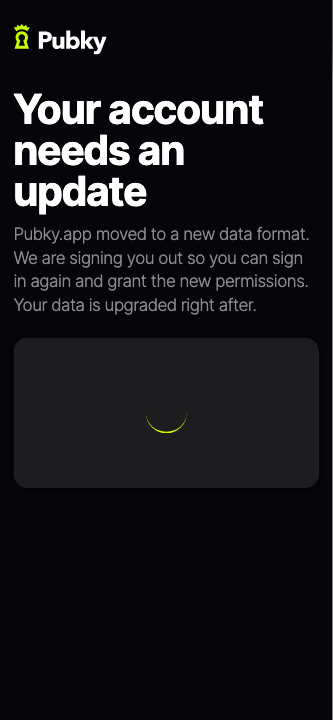 Pubky
Your account
needs an
update
Pubky.app moved to a new data format.
We are signing you out so you can sign
in again and grant the new permissions.
Your data is upgraded right after.